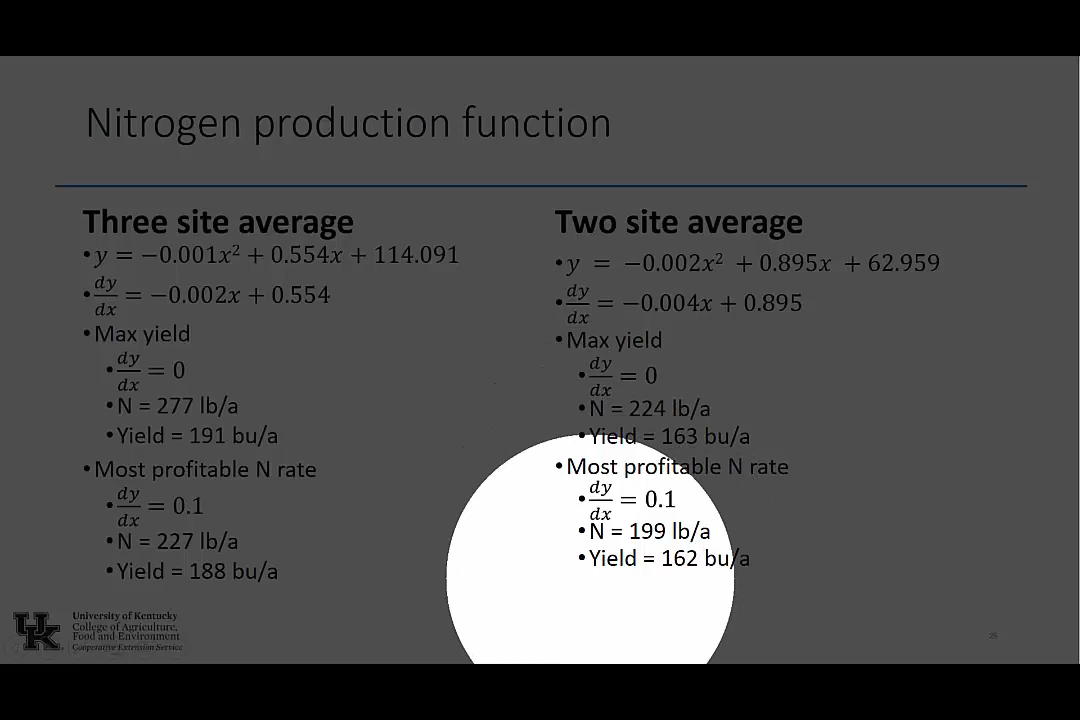 Nitrogen production function
Three site average
• y = −0.001x² + 0.554x + 114.091
• dy/dx = −0.002x + 0.554
• Max yield
• dy/dx = 0
• N = 277 lb/a
• Yield = 191 bu/a
• Most profitable N rate
• dy/dx = 0.1
• N = 227 lb/a
• Yield = 188 bu/a
Two site average
• y = −0.002x² + 0.895x + 62.959
• dy/dx = −0.004x + 0.895
• Max yield
• dy/dx = 0
• N = 224 lb/a
• Yield = 163 bu/a
• Most profitable N rate
• dy/dx = 0.1
• N = 199 lb/a
• Yield = 162 bu/a
UK
University of Kentucky
College of Agriculture,
Food and Environment
Cooperative Extension Service